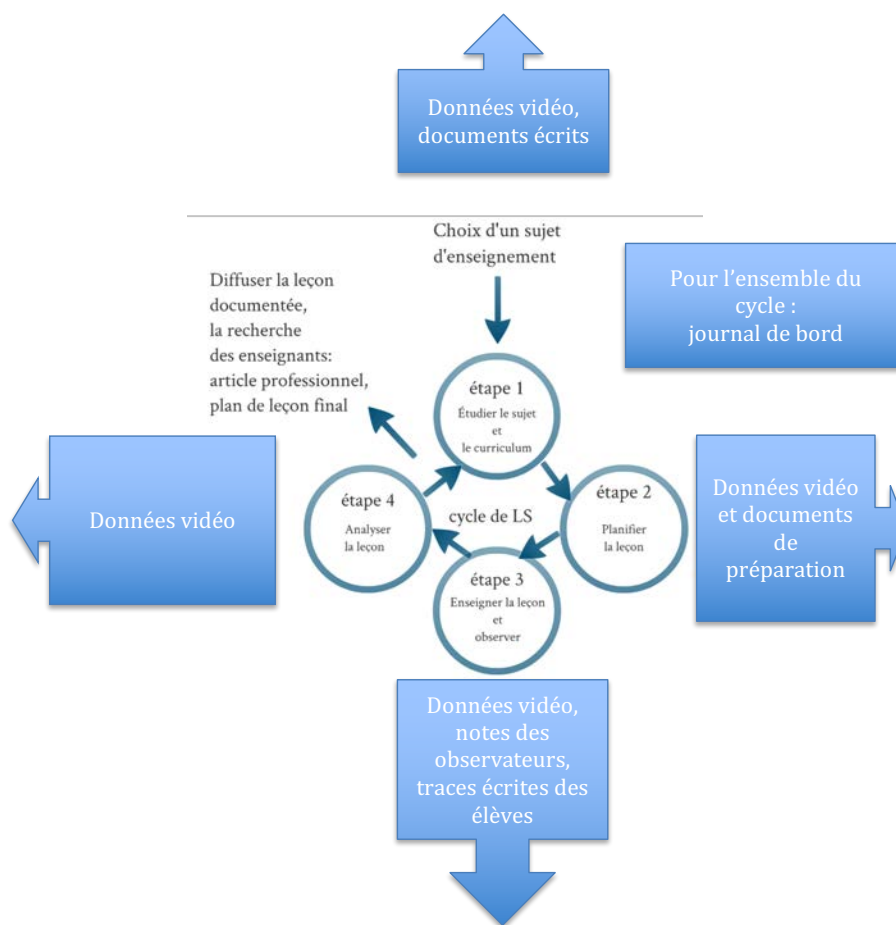 Données vidéo,
documents écrits
Choix d'un sujet
d'enseignement
Pour l’ensemble du
cycle :
journal de bord
Diffuser la leçon
documentée,
la recherche
des enseignants:
article professionnel,
plan de leçon final
étape 1
Étudier le sujet
et
le curriculum
Données vidéo
étape 4
Analyser
la leçon
cycle de LS
étape 2
Planifier
la leçon
Données vidéo
et documents
de
préparation
étape 3
Enseigner la leçon
et
observer
Données vidéo,
notes des
observateurs,
traces écrites des
élèves